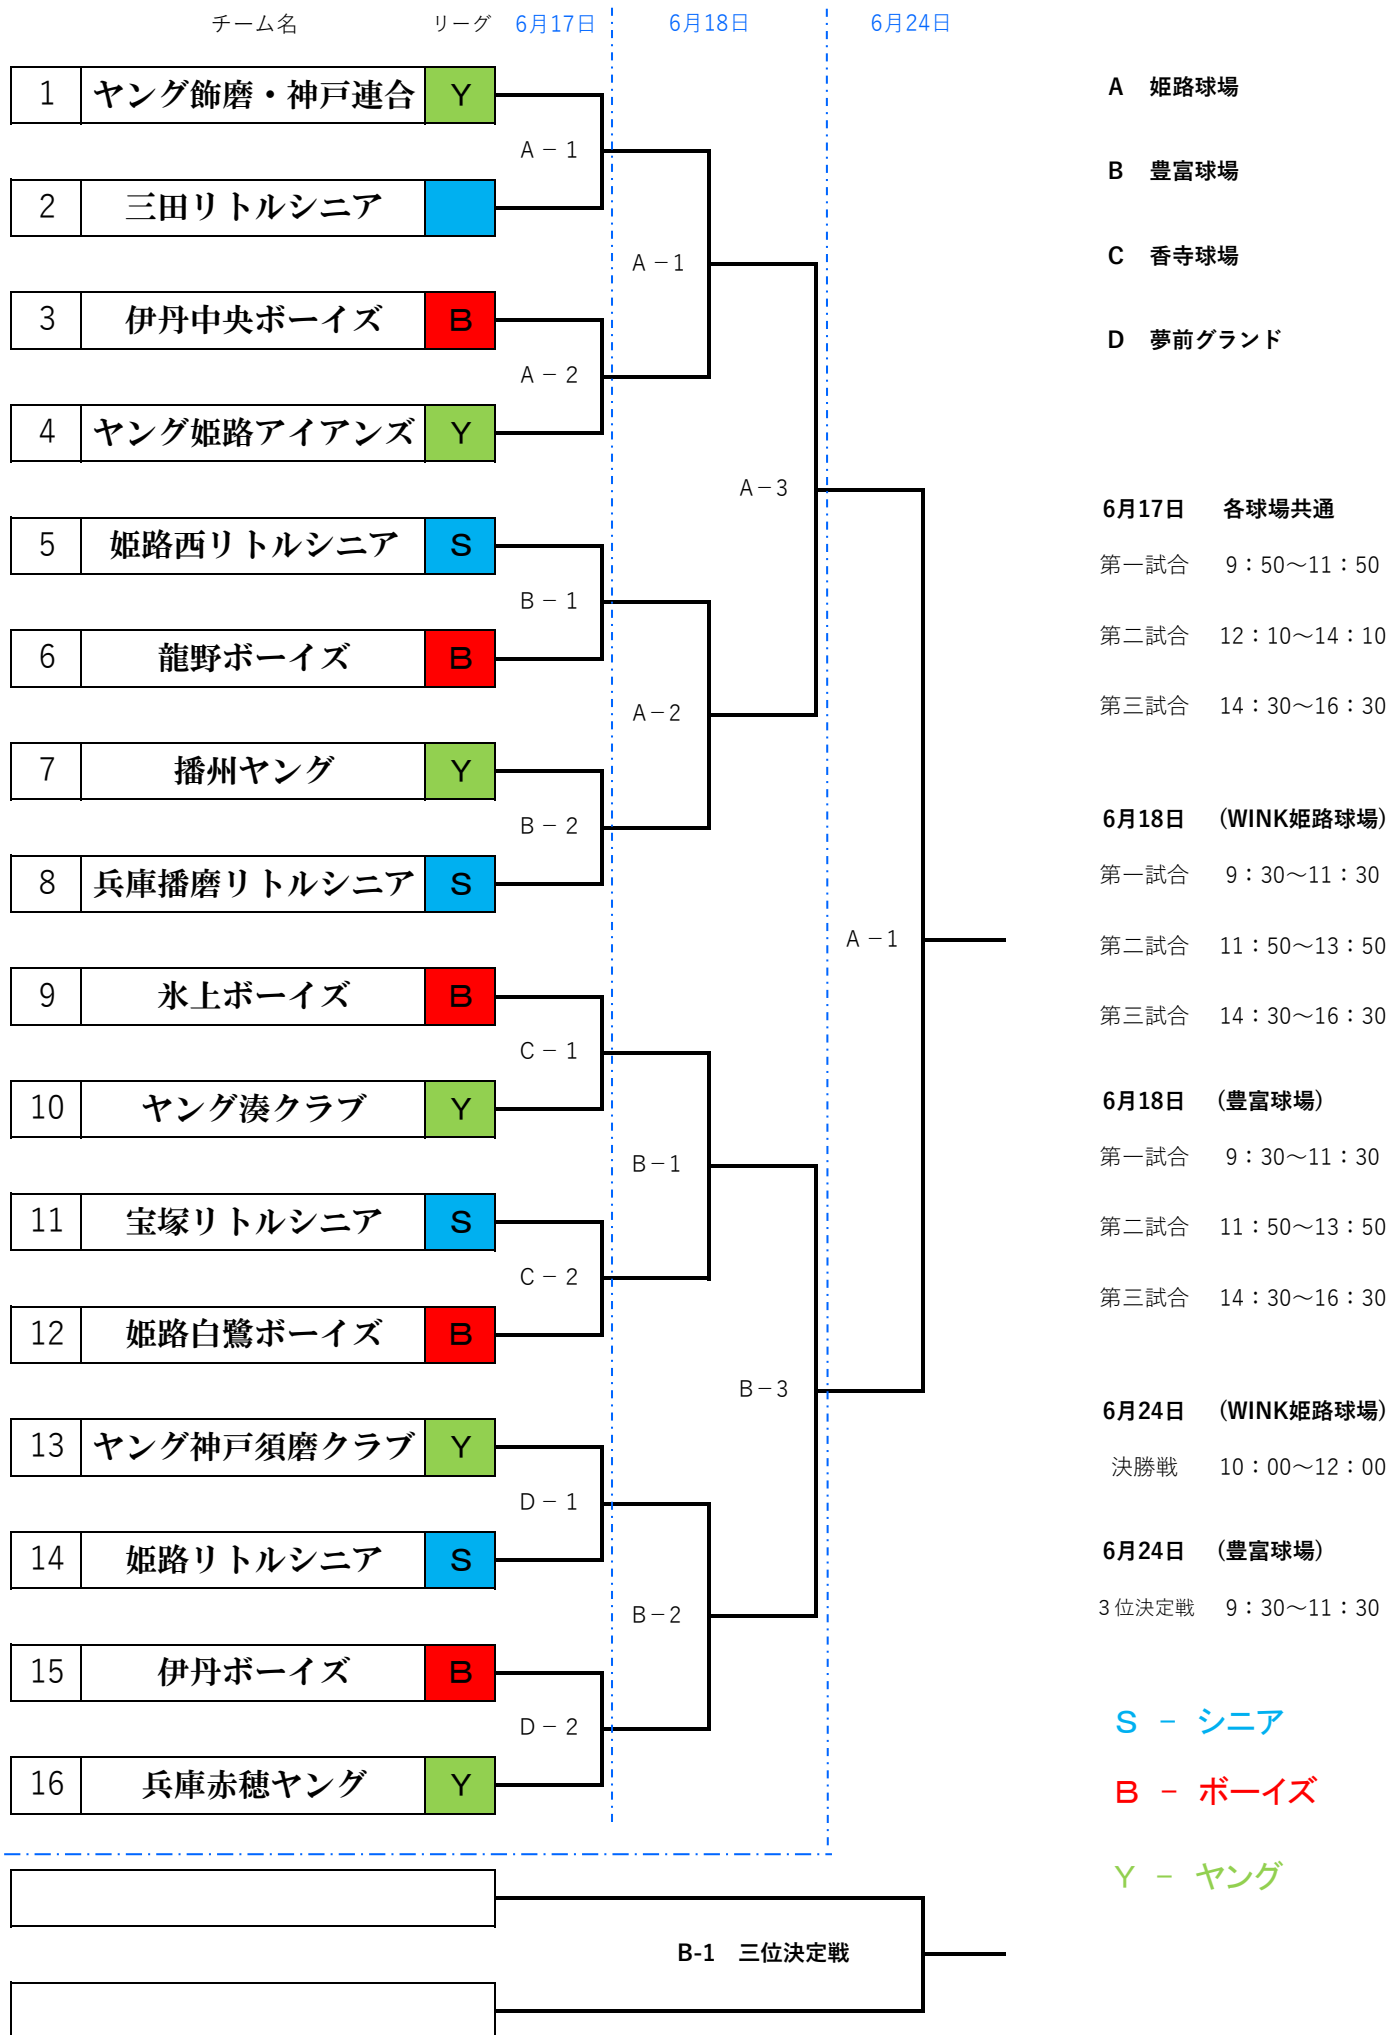 チーム名 リーグ 6月17日 6月18日 6月24日
1 ヤング飾磨・神戸連合 Y
A－1
2 三田リトルシニア
A－1
3 伊丹中央ボーイズ B
A－2
4 ヤング姫路アイアンズ Y
A－3
5 姫路西リトルシニア S
B－1
6 龍野ボーイズ B
A－2
7 播州ヤング Y
B－2
8 兵庫播磨リトルシニア S
A－1
9 氷上ボーイズ B
C－1
10 ヤング湊クラブ Y
B－1
11 宝塚リトルシニア S
C－2
12 姫路白鷺ボーイズ B
B－3
13 ヤング神戸須磨クラブ Y
D－1
14 姫路リトルシニア S
B－2
15 伊丹ボーイズ B
D－2
16 兵庫赤穂ヤング Y
B-1 三位決定戦
A 姫路球場
B 豊富球場
C 香寺球場
D 夢前グランド
6月17日 各球場共通
第一試合 9：50～11：50
第二試合 12：10～14：10
第三試合 14：30～16：30
6月18日 (WINK姫路球場)
第一試合 9：30～11：30
第二試合 11：50～13：50
第三試合 14：30～16：30
6月18日 (豊富球場)
第一試合 9：30～11：30
第二試合 11：50～13：50
第三試合 14：30～16：30
6月24日 (WINK姫路球場)
決勝戦 10：00～12：00
6月24日 (豊富球場)
３位決定戦 9：30～11：30
S － シニア
B － ボーイズ
Y － ヤング